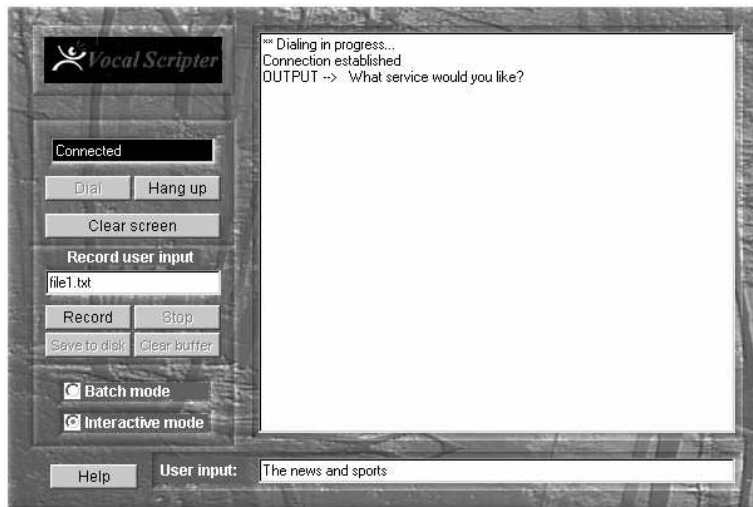 Vocal Scripter
** Dialing in progress...
Connection established
OUTPUT --> What service would you like?
Connected
Dial
Hang up
Clear screen
Record user input
file1.txt
Record
Stop
Save to disk
Clear buffer
Batch mode
Interactive mode
Help
User input:
The news and sports